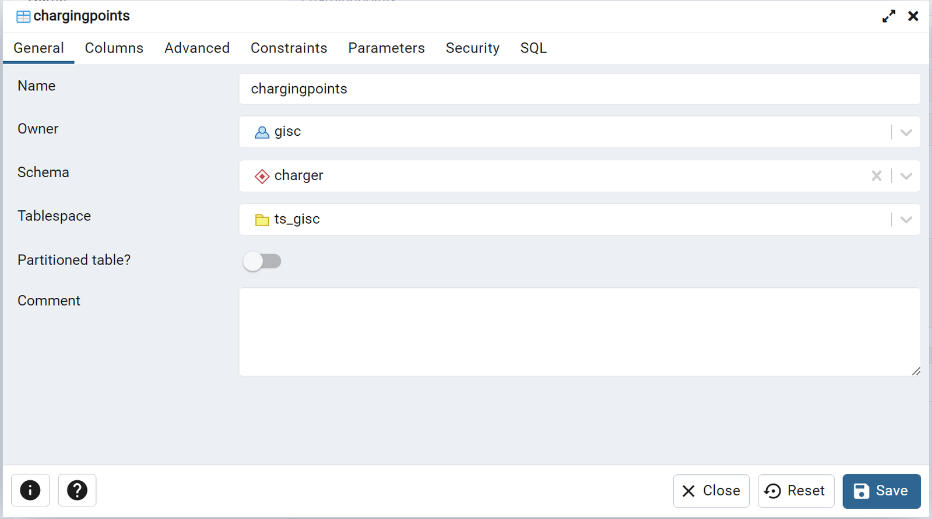 chargingpoints
General Columns Advanced Constraints Parameters Security SQL
Name chargingpoints
Owner gisc
Schema charger
Tablespace ts_gisc
Partitioned table?
Comment
Close Reset Save